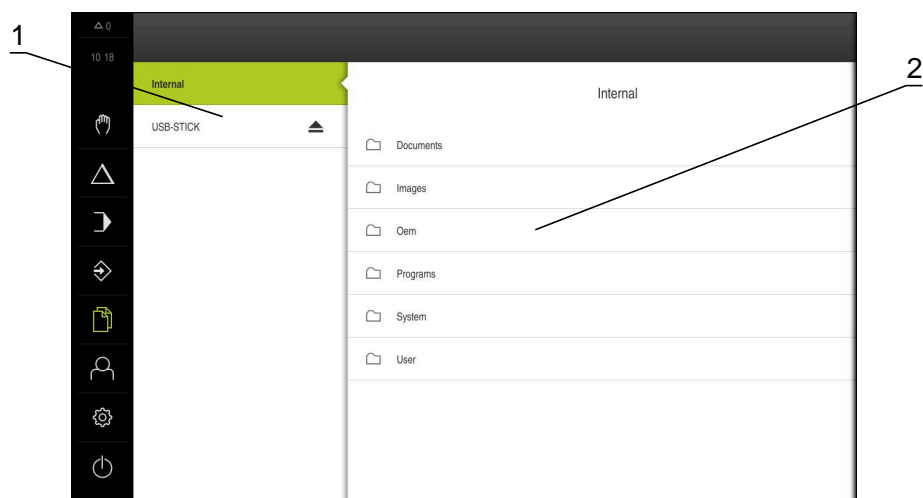 1
0
10 18
Internal
USB-STICK
2
Internal
Documents
Images
Oem
Programs
System
User